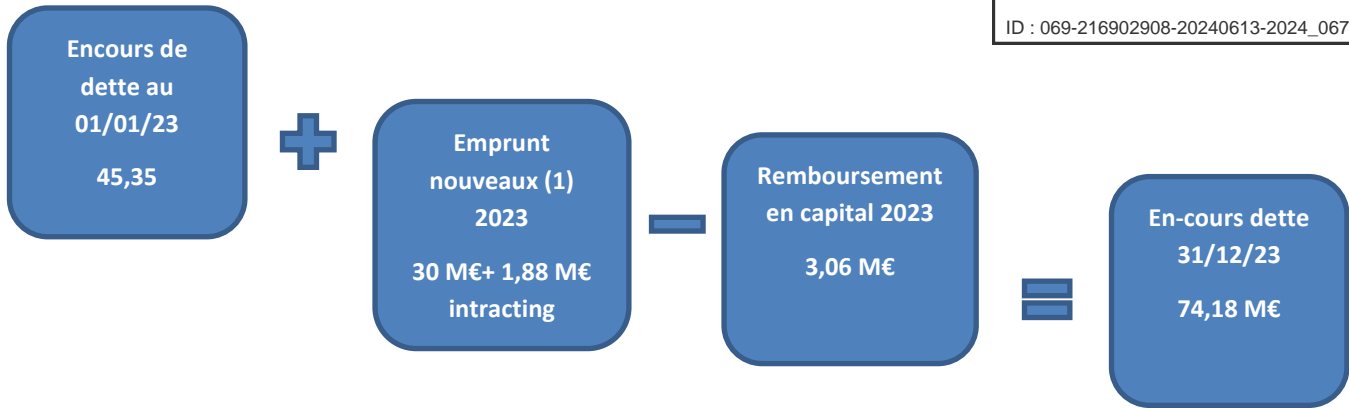 ID : 069-216902908-20240613-2024_067
Encours de
dette au
01/01/23
45,35
Emprunt
nouveaux (1)
2023
30 M€+ 1,88 M€
intracting
Remboursement
en capital 2023
3,06 M€
En-cours dette
31/12/23
74,18 M€